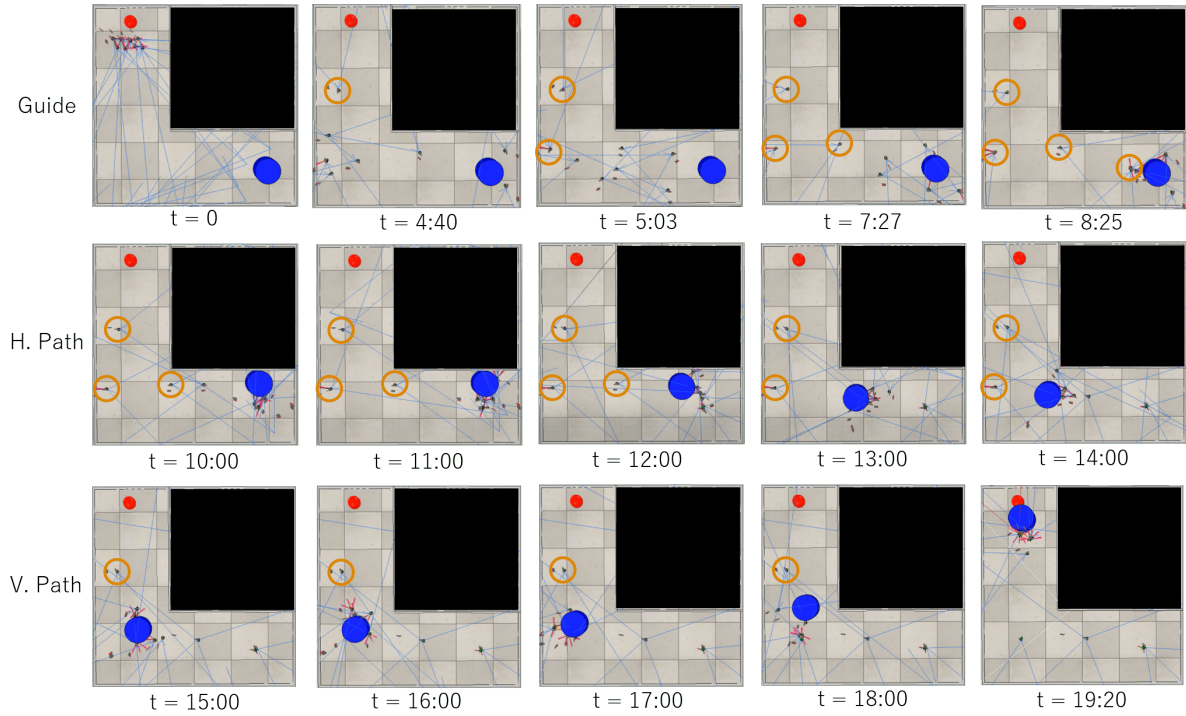 Guide
t = 0
t = 4:40
t = 5:03
t = 7:27
t = 8:25
H. Path
t = 10:00
t = 11:00
t = 12:00
t = 13:00
t = 14:00
V. Path
t = 15:00
t = 16:00
t = 17:00
t = 18:00
t = 19:20